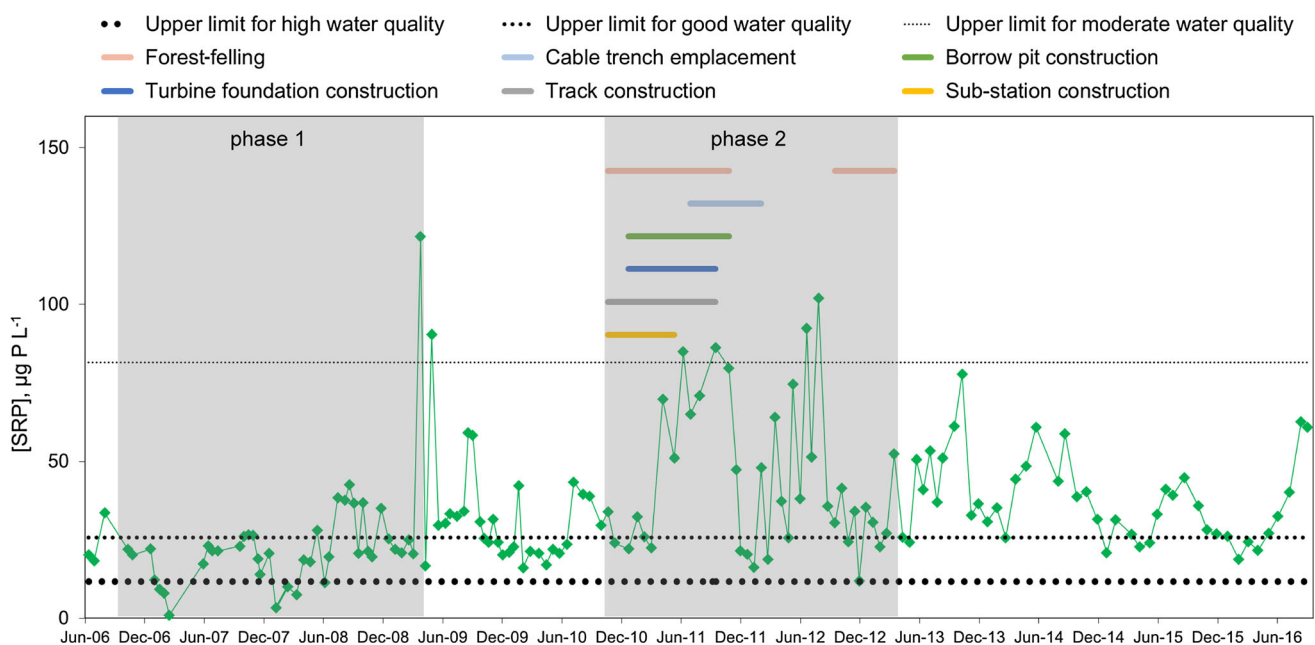 Upper limit for high water quality Upper limit for good water quality Upper limit for moderate water quality
Forest-felling Cable trench emplacement Borrow pit construction
Turbine foundation construction Track construction Sub-station construction
phase 1 phase 2
150
100
50
0
[SRP], µg P L-1
Jun-06 Dec-06 Jun-07 Dec-07 Jun-08 Dec-08 Jun-09 Dec-09 Jun-10 Dec-10 Jun-11 Dec-11 Jun-12 Dec-12 Jun-13 Dec-13 Jun-14 Dec-14 Jun-15 Dec-15 Jun-16